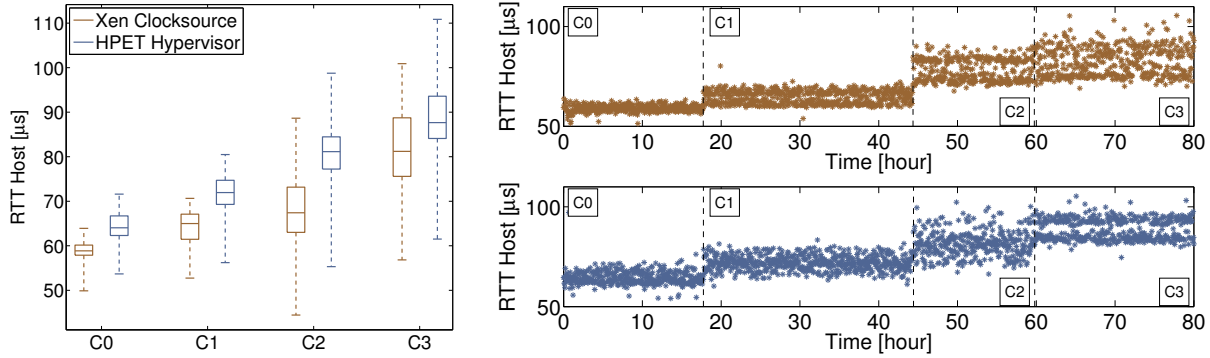 Xen Clocksource
HPET Hypervisor
RTT Host [µs]
110
100
90
80
70
60
50
C0 C1 C2 C3
RTT Host [µs]
100
50
C0 C1 C2 C3
0 10 20 30 40 50 60 70 80
Time [hour]
RTT Host [µs]
100
50
C0 C1 C2 C3
0 10 20 30 40 50 60 70 80
Time [hour]